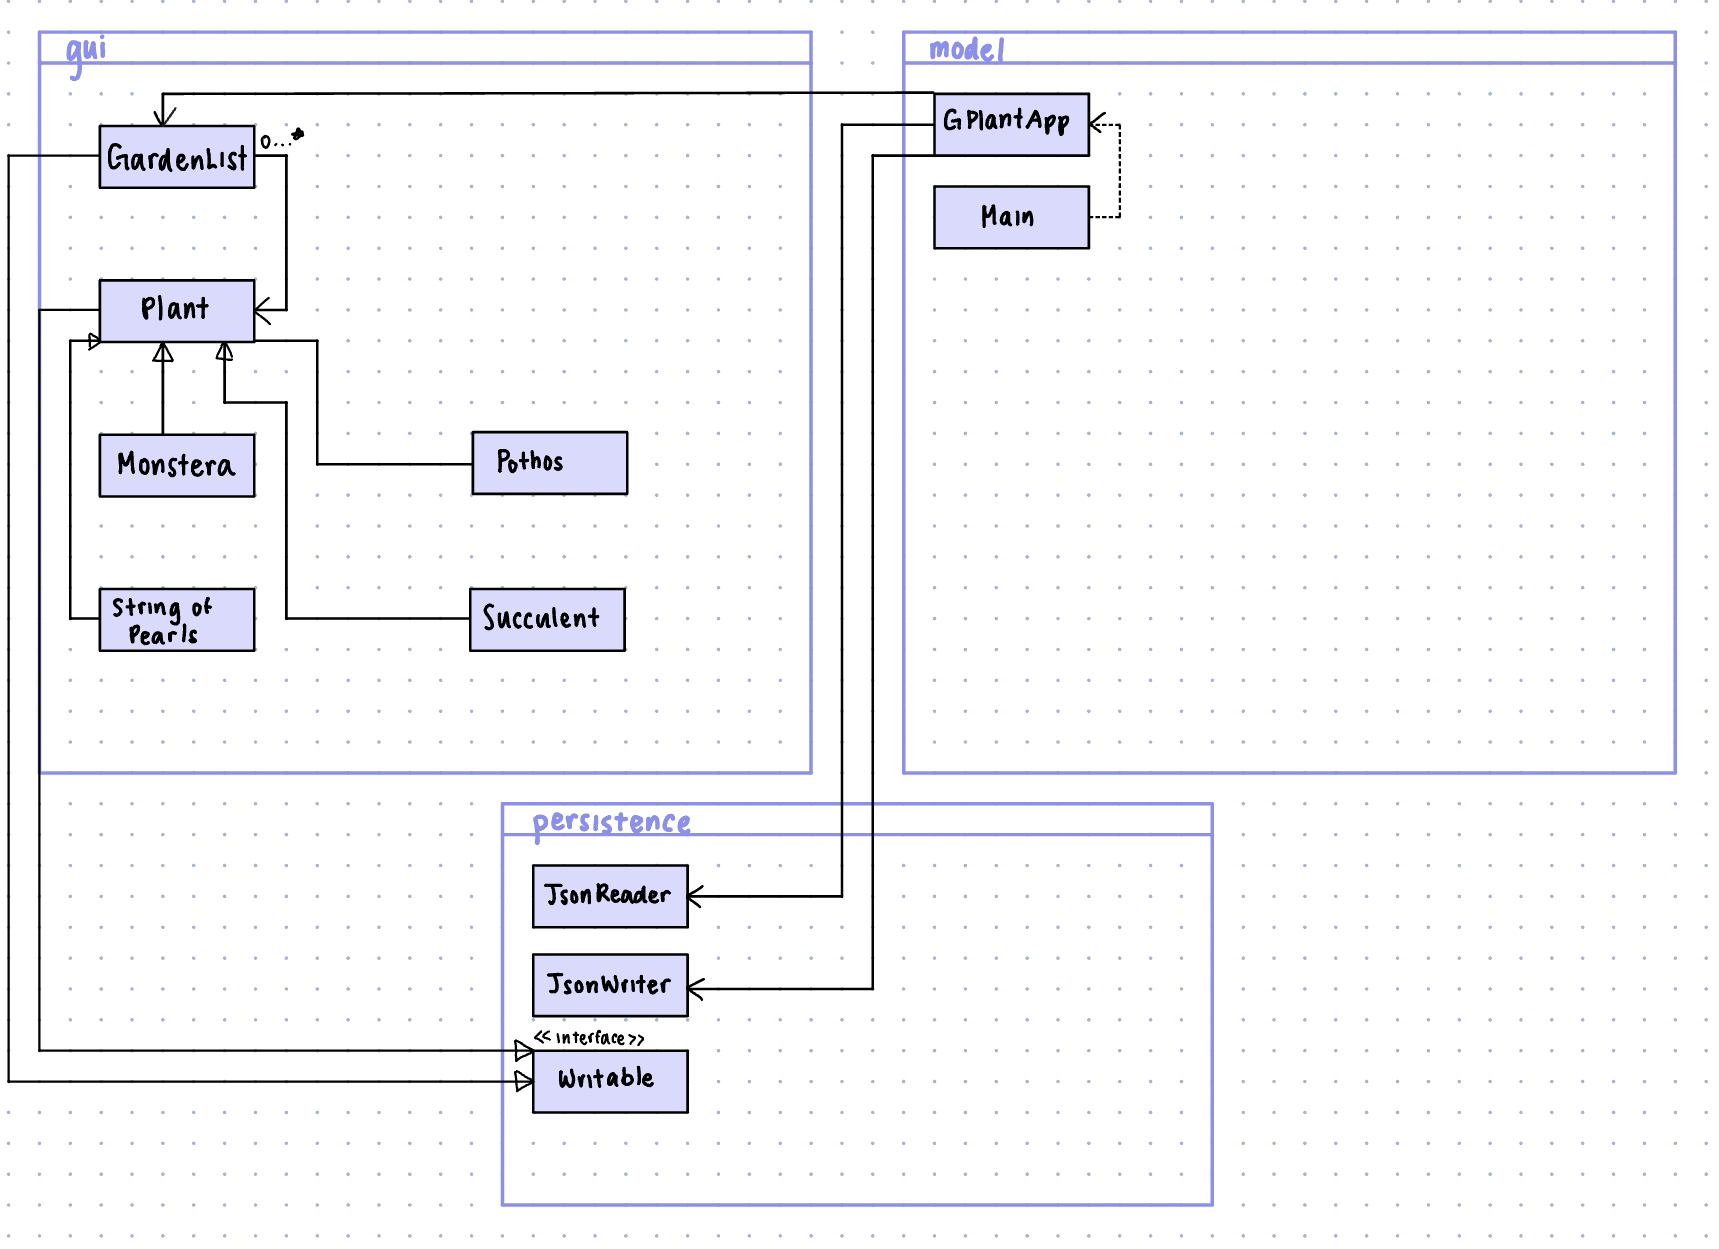 gui
GardenList
0...*
Plant
Monstera
Pothos
String of
Pearls
Succulent
model
GPlantApp
Main
persistence
JsonReader
JsonWriter
<<interface>>
Writable